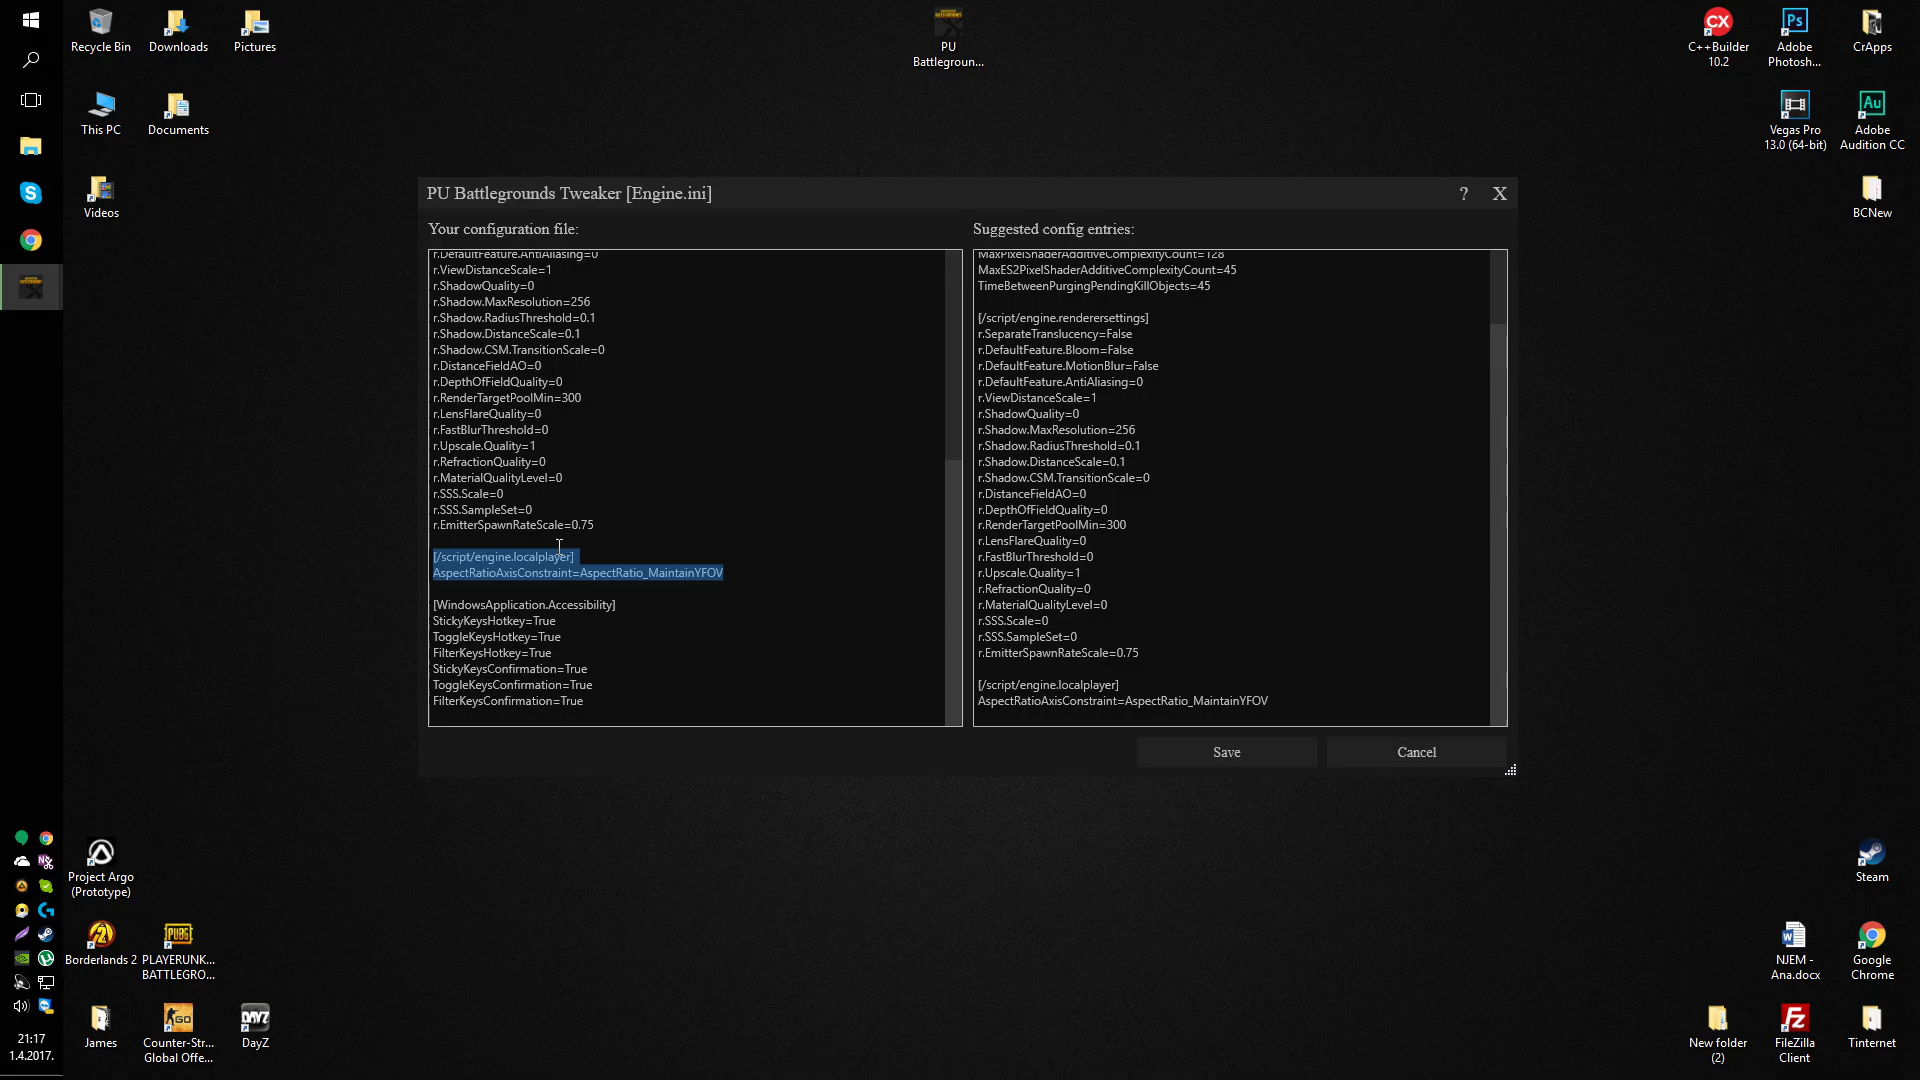 Recycle Bin
Downloads
Pictures
PU
Battlegroun...
C++Builder
10.2
Adobe
Photosh...
CrApps
This PC
Documents
Vegas Pro
13.0 (64-bit)
Adobe
Audition CC
Videos
BCNew
PU Battlegrounds Tweaker [Engine.ini]
? X
Your configuration file:
r.DefaultFeature.AntiAliasing=0
r.ViewDistanceScale=1
r.ShadowQuality=0
r.Shadow.MaxResolution=256
r.Shadow.RadiusThreshold=0.1
r.Shadow.DistanceScale=0.1
r.Shadow.CSM.TransitionScale=0
r.DistanceFieldAO=0
r.DepthOfFieldQuality=0
r.RenderTargetPoolMin=300
r.LensFlareQuality=0
r.FastBlurThreshold=0
r.Upscale.Quality=1
r.RefractionQuality=0
r.MaterialQualityLevel=0
r.SSS.Scale=0
r.SSS.SampleSet=0
r.EmitterSpawnRateScale=0.75
[/script/engine.localplayer]
AspectRatioAxisConstraint=AspectRatio_MaintainYFOV
[WindowsApplication.Accessibility]
StickyKeysHotkey=True
ToggleKeysHotkey=True
FilterKeysHotkey=True
StickyKeysConfirmation=True
ToggleKeysConfirmation=True
FilterKeysConfirmation=True
Suggested config entries:
MaxPixelShaderAdditiveComplexityCount=128
MaxES2PixelShaderAdditiveComplexityCount=45
TimeBetweenPurgingPendingKillObjects=45
[/script/engine.renderersettings]
r.SeparateTranslucency=False
r.DefaultFeature.Bloom=False
r.DefaultFeature.MotionBlur=False
r.DefaultFeature.AntiAliasing=0
r.ViewDistanceScale=1
r.ShadowQuality=0
r.Shadow.MaxResolution=256
r.Shadow.RadiusThreshold=0.1
r.Shadow.DistanceScale=0.1
r.Shadow.CSM.TransitionScale=0
r.DistanceFieldAO=0
r.DepthOfFieldQuality=0
r.RenderTargetPoolMin=300
r.LensFlareQuality=0
r.FastBlurThreshold=0
r.Upscale.Quality=1
r.RefractionQuality=0
r.MaterialQualityLevel=0
r.SSS.Scale=0
r.SSS.SampleSet=0
r.EmitterSpawnRateScale=0.75
[/script/engine.localplayer]
AspectRatioAxisConstraint=AspectRatio_MaintainYFOV
Save
Cancel
Project Argo
(Prototype)
Steam
Borderlands 2
PLAYERUNK...
BATTLEGRO...
NJEM -
Ana.docx
Google
Chrome
James
Counter-Str...
Global Offe...
DayZ
New folder
(2)
FileZilla
Client
Tinternet
21:17
1.4.2017.